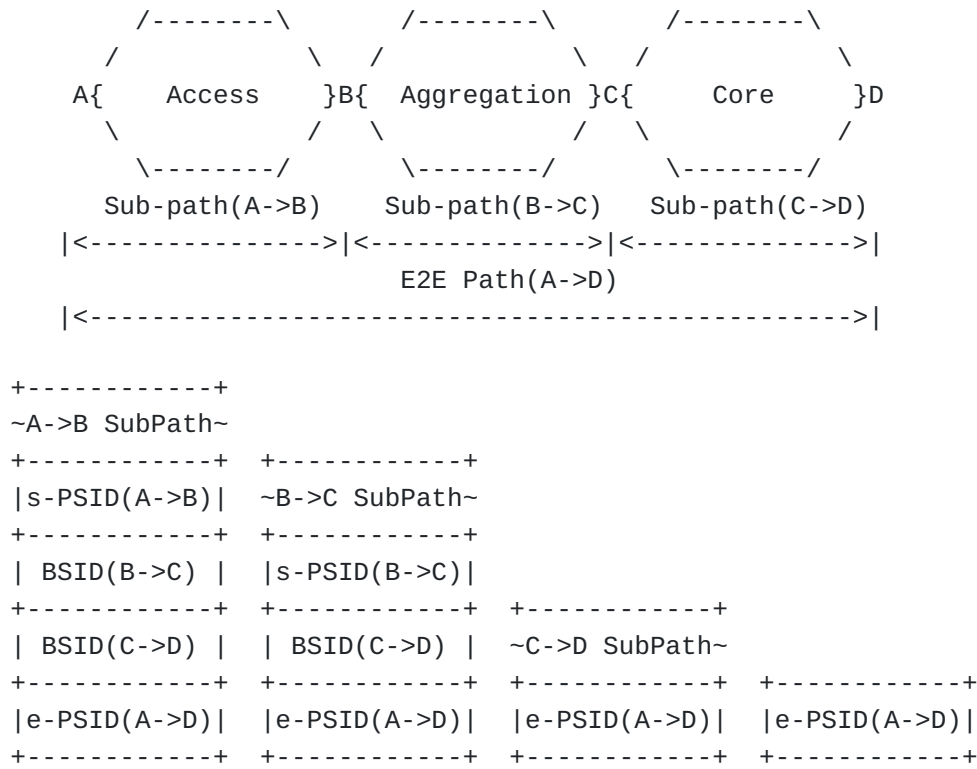 /--------\       /--------\       /--------\
      /            \   /            \   /            \
    A{    Access    }B{  Aggregation }C{     Core     }D
      \            /   \            /   \            /
        \--------/       \--------/       \--------/
      Sub-path(A->B)    Sub-path(B->C)   Sub-path(C->D)
   |<--------------->|<-------------->|<-------------->|
                         E2E Path(A->D)
   |<------------------------------------------------->|

+------------+
~A->B SubPath~
+------------+  +------------+
|s-PSID(A->B)|  ~B->C SubPath~
+------------+  +------------+
| BSID(B->C) |  |s-PSID(B->C)|
+------------+  +------------+  +------------+
| BSID(C->D) |  | BSID(C->D) |  ~C->D SubPath~
+------------+  +------------+  +------------+  +------------+
|e-PSID(A->D)|  |e-PSID(A->D)|  |e-PSID(A->D)|  |e-PSID(A->D)|
+------------+  +------------+  +------------+  +------------+